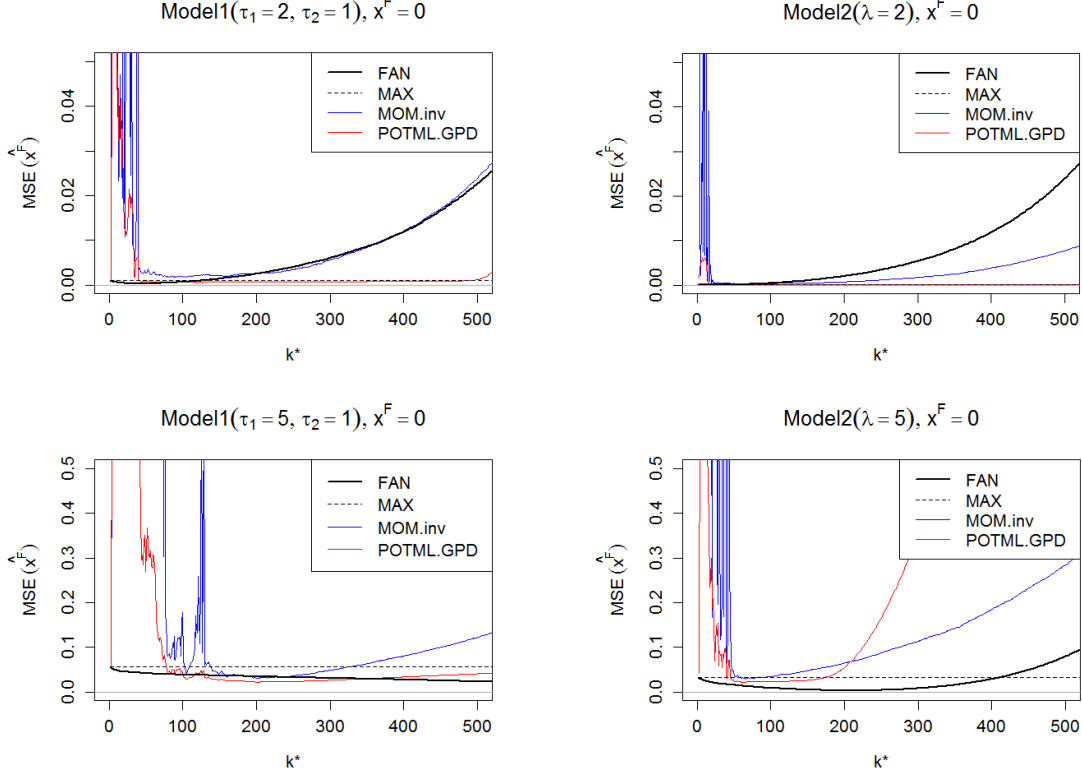 Model1(τ₁ = 2, τ₂ = 1), x^F = 0
MSE (x̂^F)
0.00 0.02 0.04
FAN
MAX
MOM.inv
POTML.GPD
0 100 200 300 400 500
k*
Model2(λ = 2), x^F = 0
MSE (x̂^F)
0.00 0.02 0.04
FAN
MAX
MOM.inv
POTML.GPD
0 100 200 300 400 500
k*
Model1(τ₁ = 5, τ₂ = 1), x^F = 0
MSE (x̂^F)
0.0 0.1 0.2 0.3 0.4 0.5
FAN
MAX
MOM.inv
POTML.GPD
0 100 200 300 400 500
k*
Model2(λ = 5), x^F = 0
MSE (x̂^F)
0.0 0.1 0.2 0.3 0.4 0.5
FAN
MAX
MOM.inv
POTML.GPD
0 100 200 300 400 500
k*